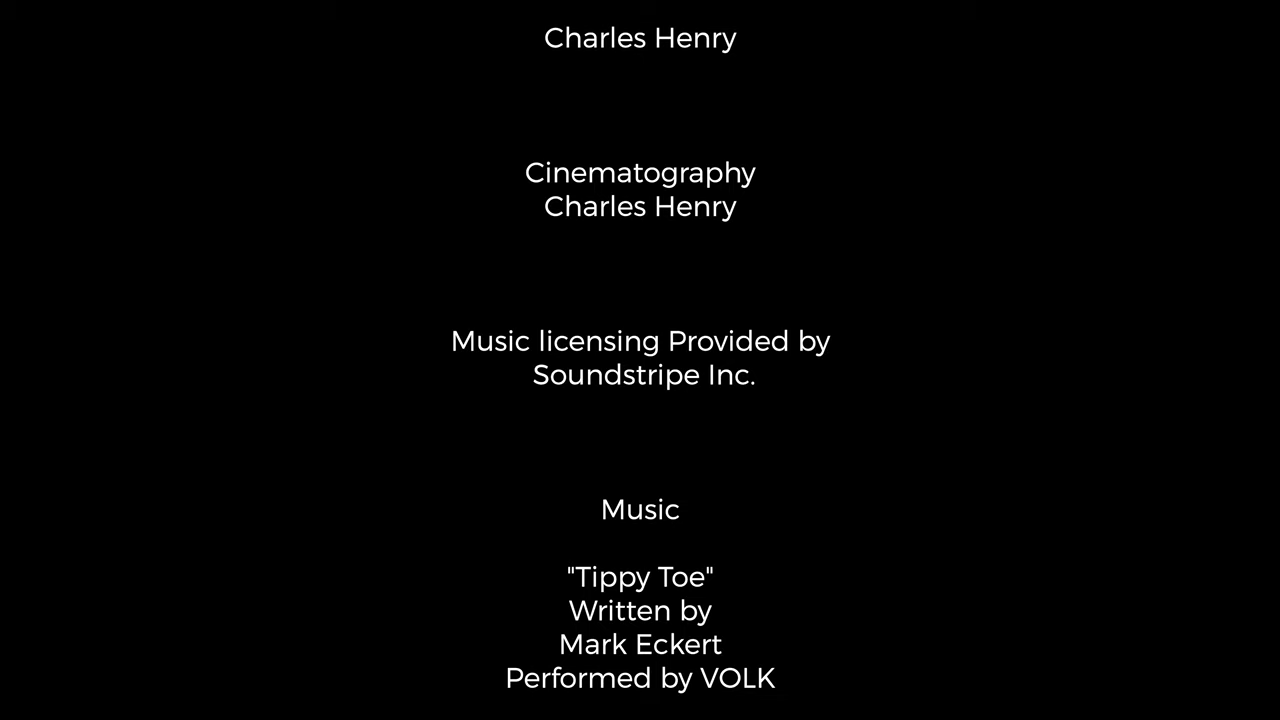 Charles Henry
Cinematography
Charles Henry
Music licensing Provided by
Soundstripe Inc.
Music
"Tippy Toe"
Written by
Mark Eckert
Performed by VOLK